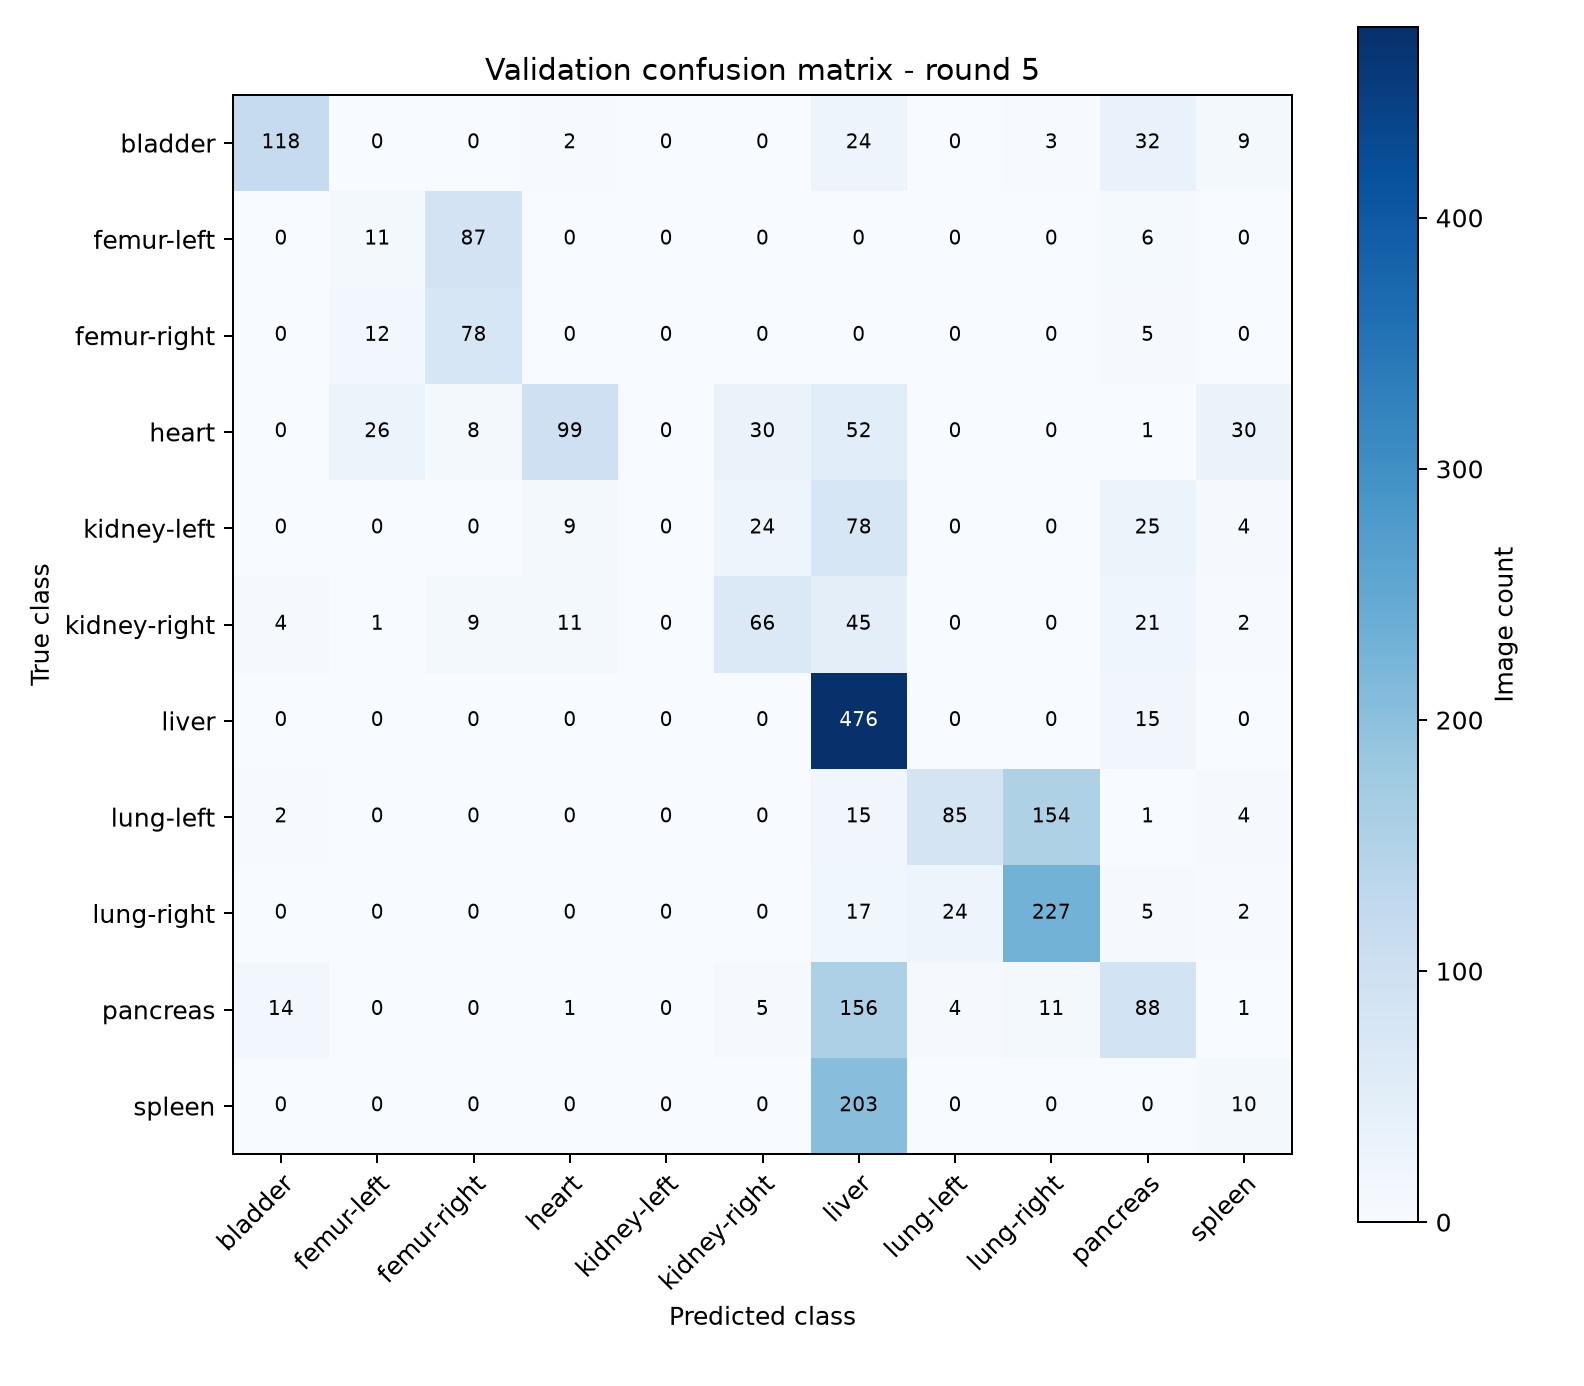 Validation confusion matrix - round 5
bladder 118 0 0 2 0 0 24 0 3 32 9
femur-left 0 11 87 0 0 0 0 0 0 6 0
femur-right 0 12 78 0 0 0 0 0 0 5 0
heart 0 26 8 99 0 30 52 0 0 1 30
kidney-left 0 0 0 9 0 24 78 0 0 25 4
kidney-right 4 1 9 11 0 66 45 0 0 21 2
liver 0 0 0 0 0 0 476 0 0 15 0
lung-left 2 0 0 0 0 0 15 85 154 1 4
lung-right 0 0 0 0 0 0 17 24 227 5 2
pancreas 14 0 0 1 0 5 156 4 11 88 1
spleen 0 0 0 0 0 0 203 0 0 0 10
bladder femur-left femur-right heart kidney-left kidney-right liver lung-left lung-right pancreas spleen
Predicted class
True class
400
300
200
100
0
Image count